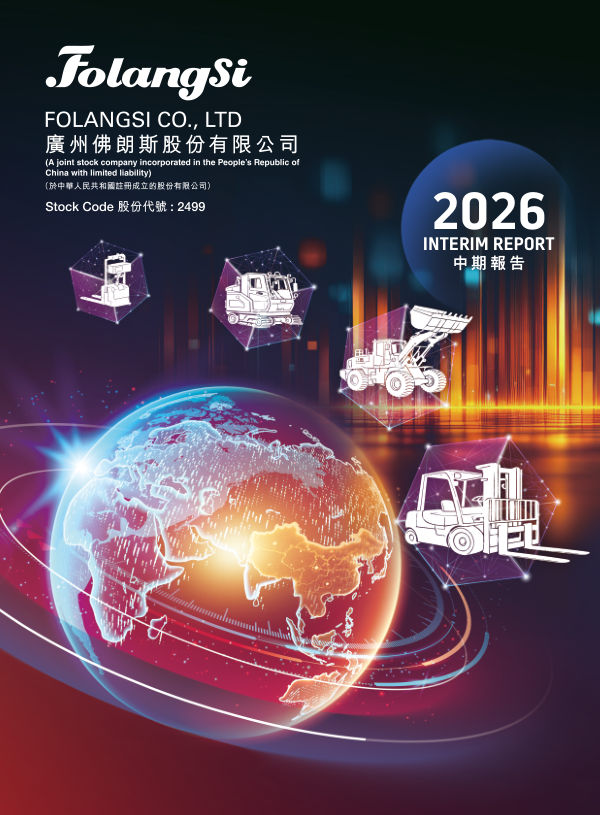 FolangSi
FOLANGSI CO., LTD
廣州佛朗斯股份有限公司
(A joint stock company incorporated in the People's Republic of
China with limited liability)
(於中華人民共和國註冊成立的股份有限公司)
Stock Code 股份代號 : 2499
2026
INTERIM REPORT
中期報告